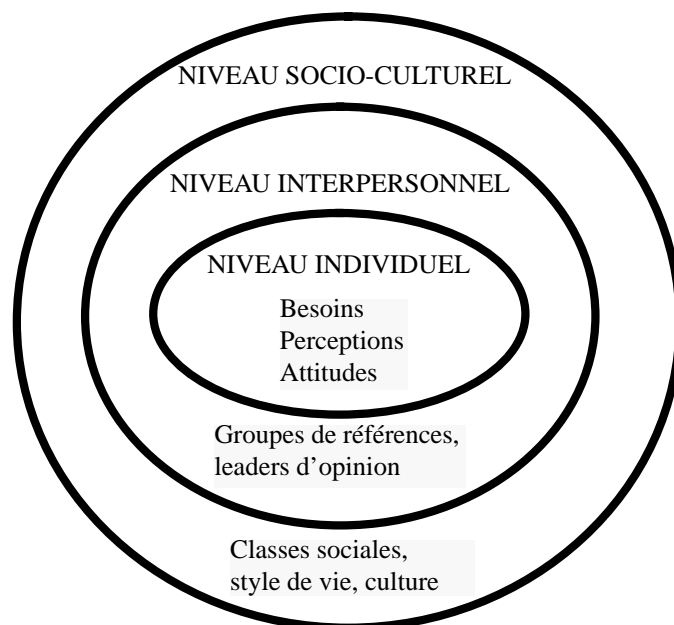 NIVEAU SOCIO-CULTUREL
NIVEAU INTERPERSONNEL
NIVEAU INDIVIDUEL
Besoins
Perceptions
Attitudes
Groupes de références,
leaders d’opinion
Classes sociales,
style de vie, culture